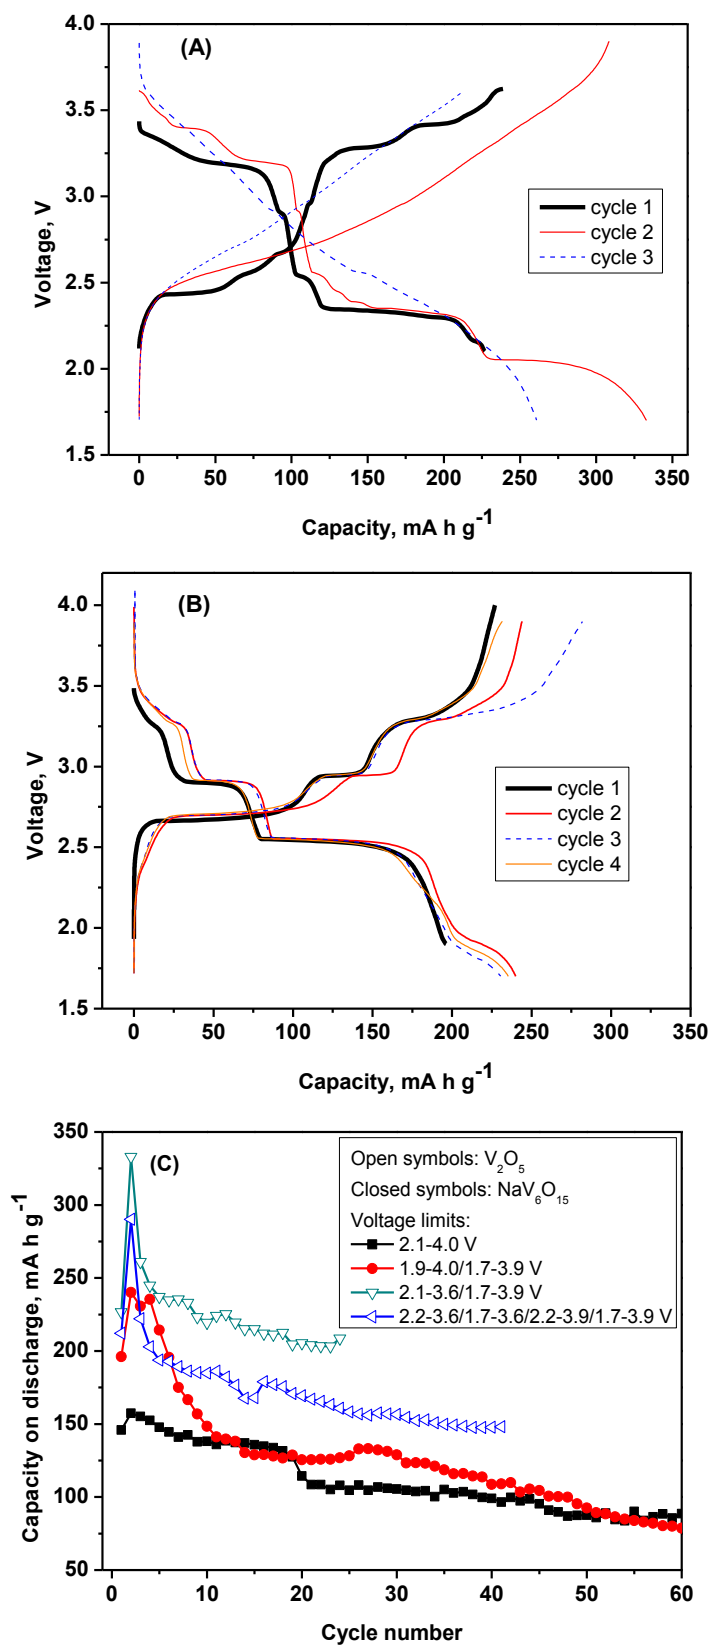 (A)
4.0
3.5
3.0
2.5
2.0
1.5
Voltage, V
cycle 1
cycle 2
cycle 3
0 50 100 150 200 250 300 350
Capacity, mA h g-1
(B)
4.0
3.5
3.0
2.5
2.0
1.5
Voltage, V
cycle 1
cycle 2
cycle 3
cycle 4
0 50 100 150 200 250 300 350
Capacity, mA h g-1
(C)
350
300
250
200
150
100
50
Capacity on discharge, mA h g-1
Open symbols: V2O5
Closed symbols: NaV6O15
Voltage limits:
2.1-4.0 V
1.9-4.0/1.7-3.9 V
2.1-3.6/1.7-3.9 V
2.2-3.6/1.7-3.6/2.2-3.9/1.7-3.9 V
0 10 20 30 40 50 60
Cycle number